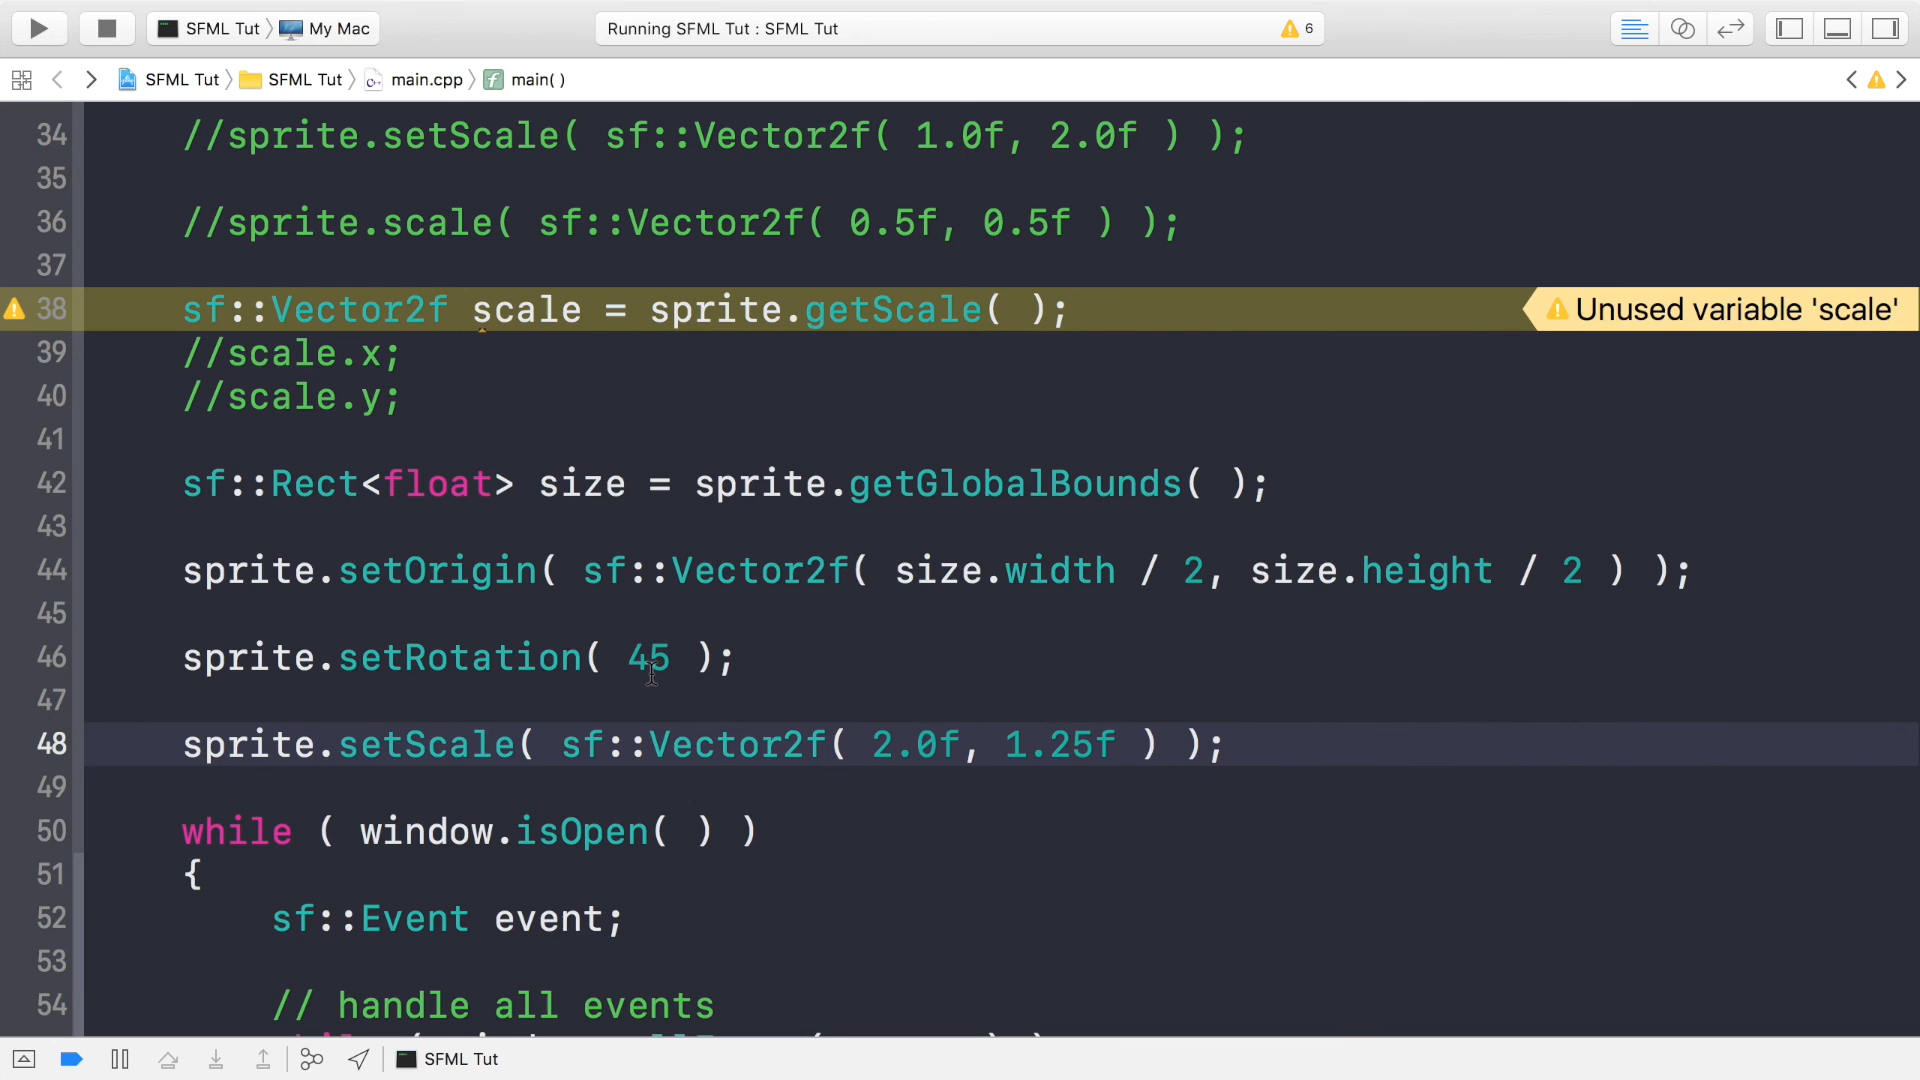 SFML Tut My Mac Running SFML Tut : SFML Tut 6
SFML Tut SFML Tut main.cpp main( )
34 //sprite.setScale( sf::Vector2f( 1.0f, 2.0f ) );
35
36 //sprite.scale( sf::Vector2f( 0.5f, 0.5f ) );
37
38 sf::Vector2f scale = sprite.getScale( ); Unused variable 'scale'
39 //scale.x;
40 //scale.y;
41
42 sf::Rect<float> size = sprite.getGlobalBounds( );
43
44 sprite.setOrigin( sf::Vector2f( size.width / 2, size.height / 2 ) );
45
46 sprite.setRotation( 45 );
47
48 sprite.setScale( sf::Vector2f( 2.0f, 1.25f ) );
49
50 while ( window.isOpen( ) )
51 {
52 sf::Event event;
53
54 // handle all events
SFML Tut